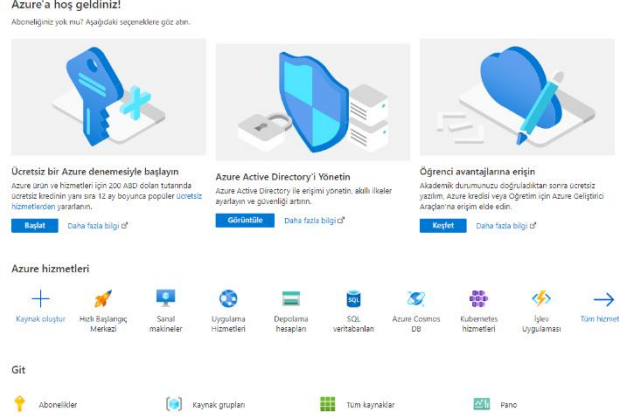 Azure'a hoş geldiniz!
Aboneliğiniz yok mu? Aşağıdaki seçeneklere göz atın.
Ücretsiz bir Azure denemesiyle başlayın
Azure ürün ve hizmetleri için 200 ABD doları tutarında
ücretsiz kredinin yanı sıra 12 ay boyunca popüler ücretsiz
hizmetlerden yararlanın.
Başlat
Daha fazla bilgi
Azure Active Directory'i Yönetin
Azure Active Directory ile erişimi yönetin, akıllı ilkeler
ayarlayın ve güvenliği artırın.
Görüntüle
Daha fazla bilgi
Öğrenci avantajlarına erişin
Akademik durumunuzu doğruladıktan sonra ücretsiz
yazılım, Azure kredisi veya Öğretim için Azure Geliştirici
Araçları'na erişim elde edin.
Keşfet
Daha fazla bilgi
Azure hizmetleri
Kaynak oluştur
Hızlı Başlangıç
Merkezi
Sanal
makineler
Uygulama
Hizmetleri
Depolama
hesapları
SQL
SQL
veritabanları
Azure Cosmos
DB
Kubernetes
hizmetleri
İşlev
Uygulaması
Tüm hizmet
Git
Abonelikler
Kaynak grupları
Tüm kaynaklar
Pano